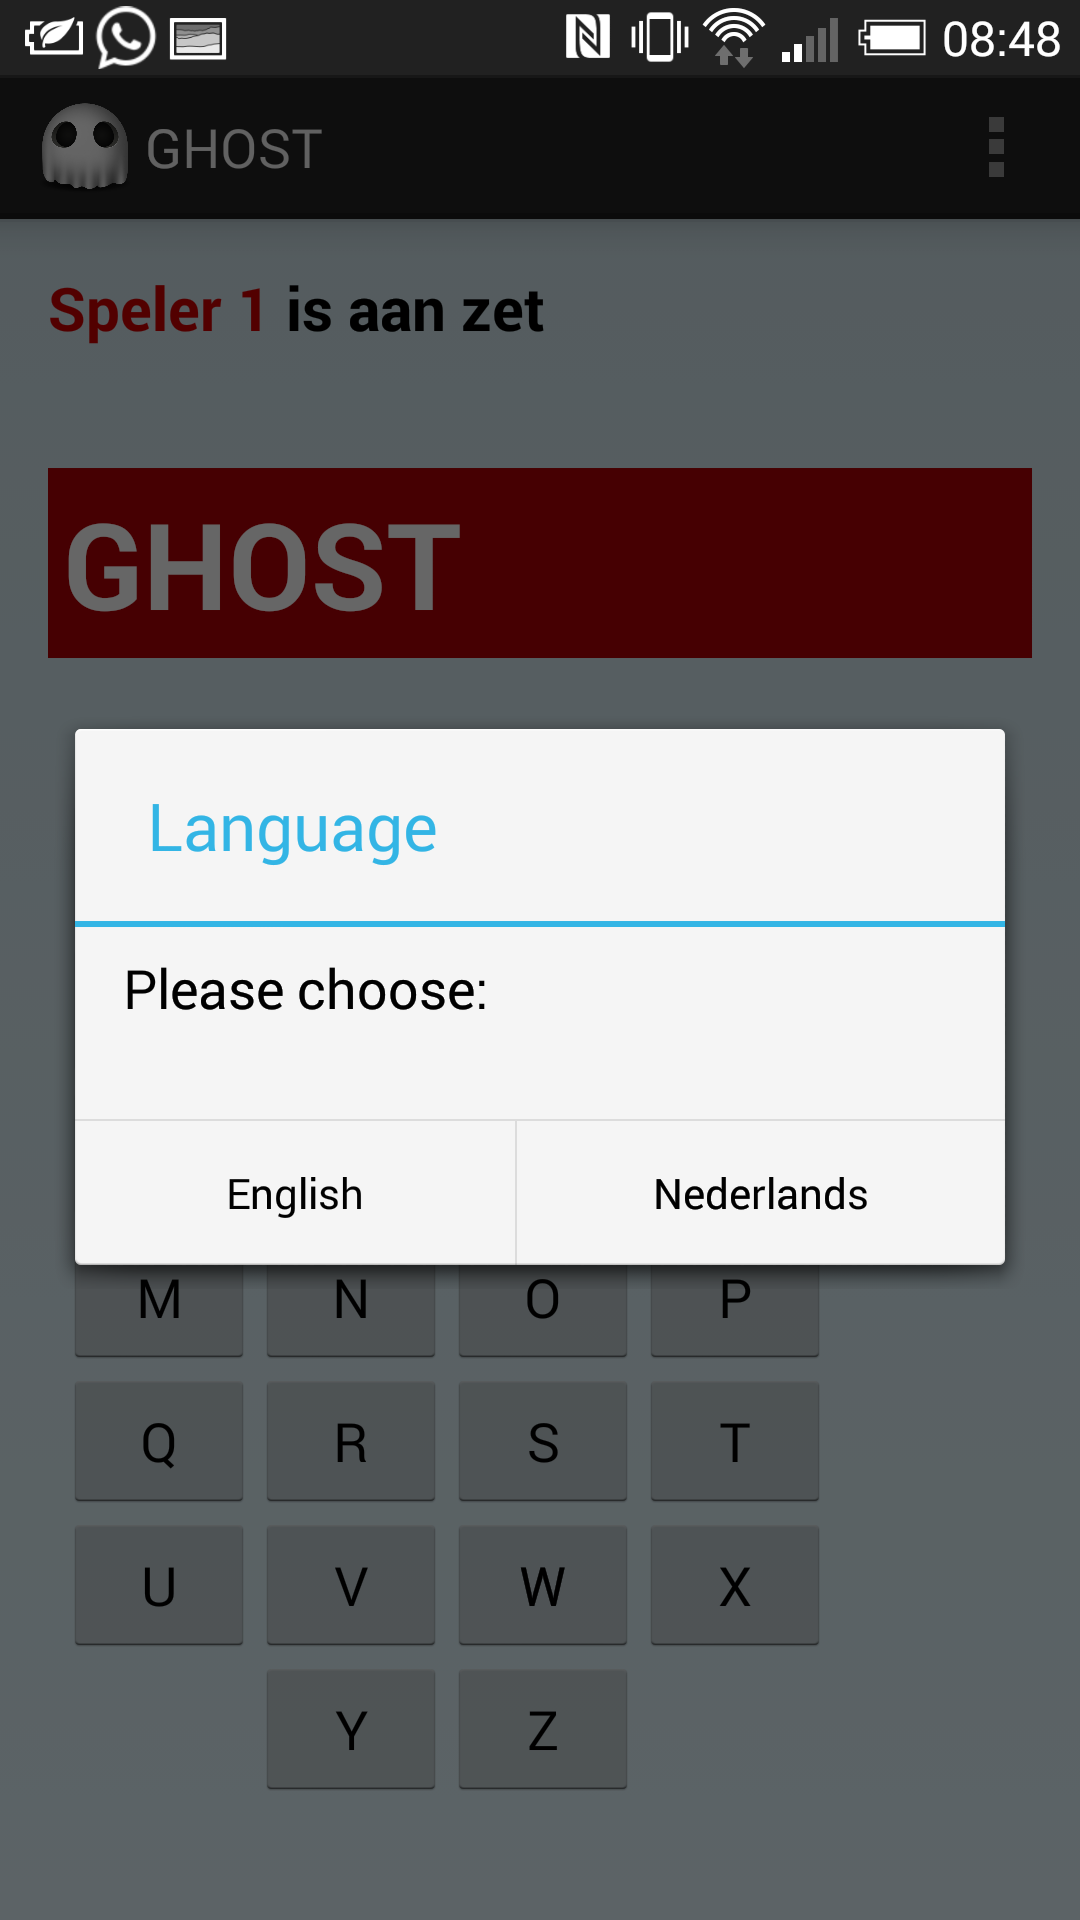 08:48
GHOST
Speler 1 is aan zet
GHOST
Language
Please choose:
English Nederlands
M N O P
Q R S T
U V W X
Y Z